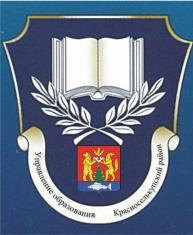 Управление образования
Красноселькупский район